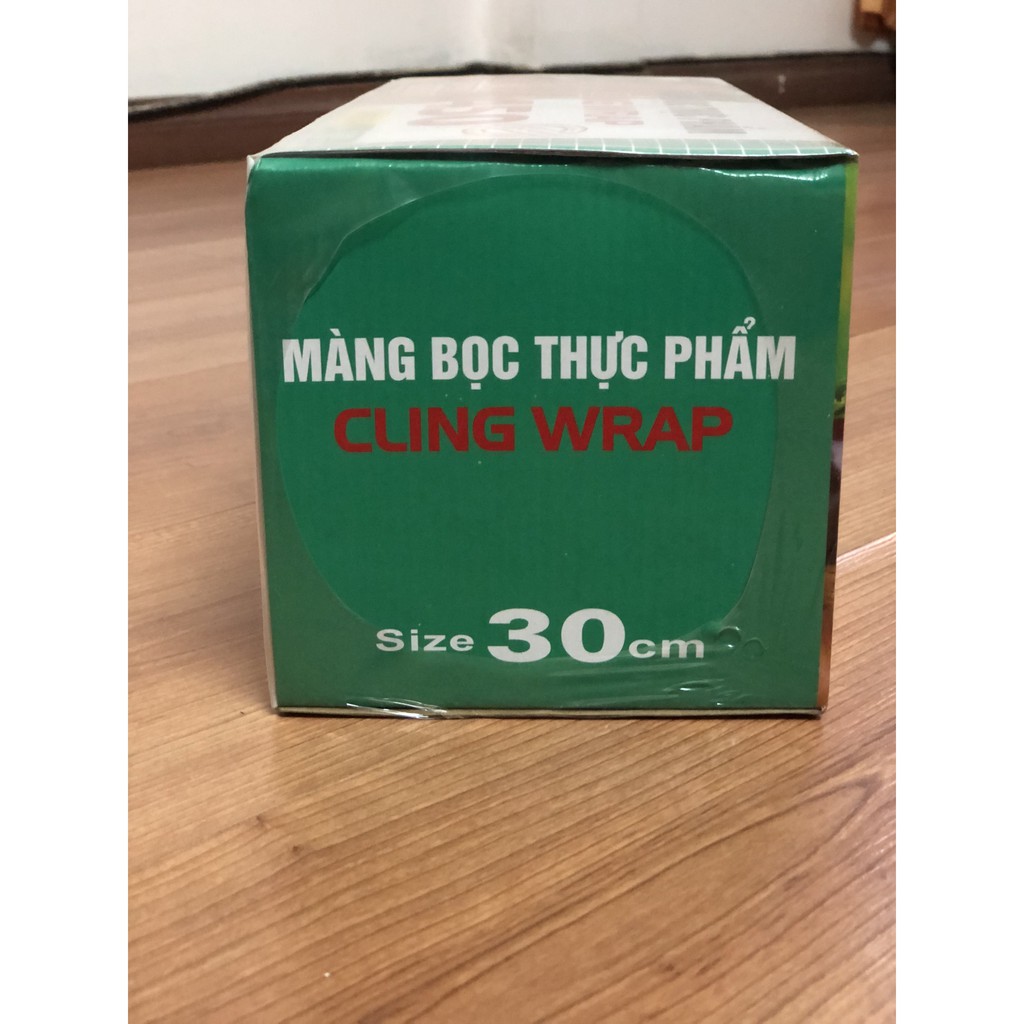 MÀNG BỌC THỰC PHẨM
CLING WRAP
Size 30cm